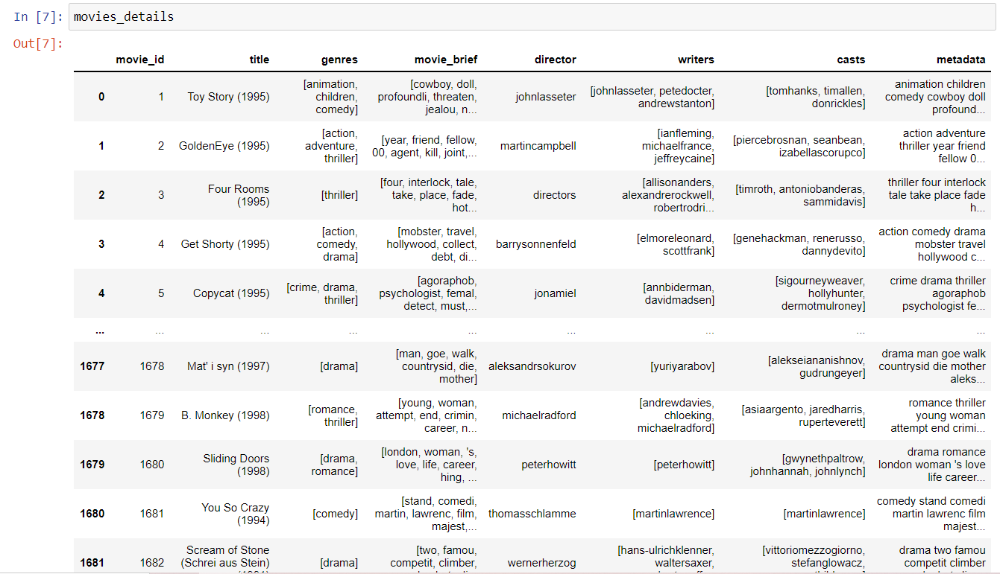 In [7]: movies_details
Out[7]:
movie_id title genres movie_brief director writers casts metadata
0 1 Toy Story (1995) [animation, children, comedy] [cowboy, doll, profoundli, threaten, jealou, n... johnlasseter [johnlasseter, petedocter, andrewstanton] [tomhanks, timallen, donrickles] animation children comedy cowboy doll profound...
1 2 GoldenEye (1995) [action, adventure, thriller] [year, friend, fellow, 00, agent, kill, joint,... martincampbell [ianfleming, michaelfrance, jeffreycaine] [piercebrosnan, seanbean, izabellascorupco] action adventure thriller year friend fellow 0...
2 3 Four Rooms (1995) [thriller] [four, interlock, tale, take, place, fade, hot... directors [allisonanders, alexandrerockwell, robertrodri... [timroth, antoniobanderas, sammidavis] thriller four interlock tale take place fade h...
3 4 Get Shorty (1995) [action, comedy, drama] [mobster, travel, hollywood, collect, debt, di... barrysonnenfeld [elmoreleonard, scottfrank] [genehackman, renerusso, dannydevito] action comedy drama mobster travel hollywood c...
4 5 Copycat (1995) [crime, drama, thriller] [agoraphob, psychologist, femal, detect, must,... jonamiel [annbiderman, davidmadsen] [sigourneyweaver, hollyhunter, dermotmulroney] crime drama thriller agoraphob psychologist fe...
... ... ... ... ... ... ... ... ...
1677 1678 Mat' i syn (1997) [drama] [man, goe, walk, countrysid, die, mother] aleksandrsokurov [yuriyarabov] [alekseiananishnov, gudrungeyer] drama man goe walk countrysid die mother aleks...
1678 1679 B. Monkey (1998) [romance, thriller] [young, woman, attempt, end, crimin, career, n... michaelradford [andrewdavies, chloeking, michaelradford] [asiaargento, jaredharris, ruperteverett] romance thriller young woman attempt end crimi...
1679 1680 Sliding Doors (1998) [drama, romance] [london, woman, 's, love, life, career, hing, ... peterhowitt [peterhowitt] [gwynethpaltrow, johnhannah, johnlynch] drama romance london woman 's love life career...
1680 1681 You So Crazy (1994) [comedy] [stand, comedi, martin, lawrenc, film, majest,... thomasschlamme [martinlawrence] [martinlawrence] comedy stand comedi martin lawrenc film majest...
1681 1682 Scream of Stone (Schrei aus Stein) [drama] [two, famou, competit, climber, wernerherzog [hans-ulrichklenner, waltersaxer, [vittoriomezzogiorno, stefanglowacz, drama two famou competit climber